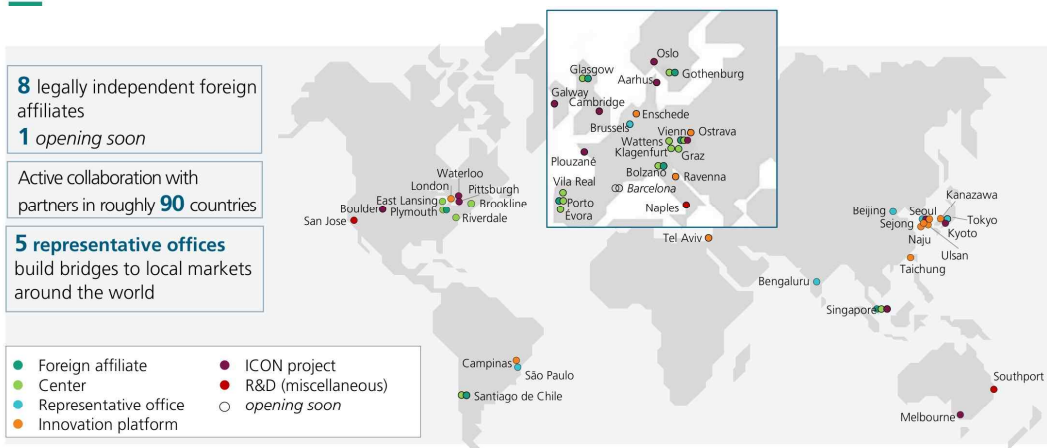 8 legally independent foreign
affiliates
1 opening soon
Active collaboration with
partners in roughly 90 countries
5 representative offices
build bridges to local markets
around the world
Foreign affiliate
Center
Representative office
Innovation platform
ICON project
R&D (miscellaneous)
opening soon
Oslo
Glasgow
Gothenburg
Aarhus
Galway
Cambridge
Enschede
Brussels
Vienna
Ostrava
Wattens
Klagenfurt
Graz
Plouzané
Bolzano
Ravenna
Vila Real
Barcelona
Porto
Évora
Naples
Tel Aviv
Waterloo
London
Pittsburgh
East Lansing
Brookline
Boulder
Plymouth
Riverdale
San Jose
Campinas
São Paulo
Santiago de Chile
Kanazawa
Beijing
Seoul
Tokyo
Sejong
Kyoto
Naju
Ulsan
Taichung
Bengaluru
Singapore
Southport
Melbourne